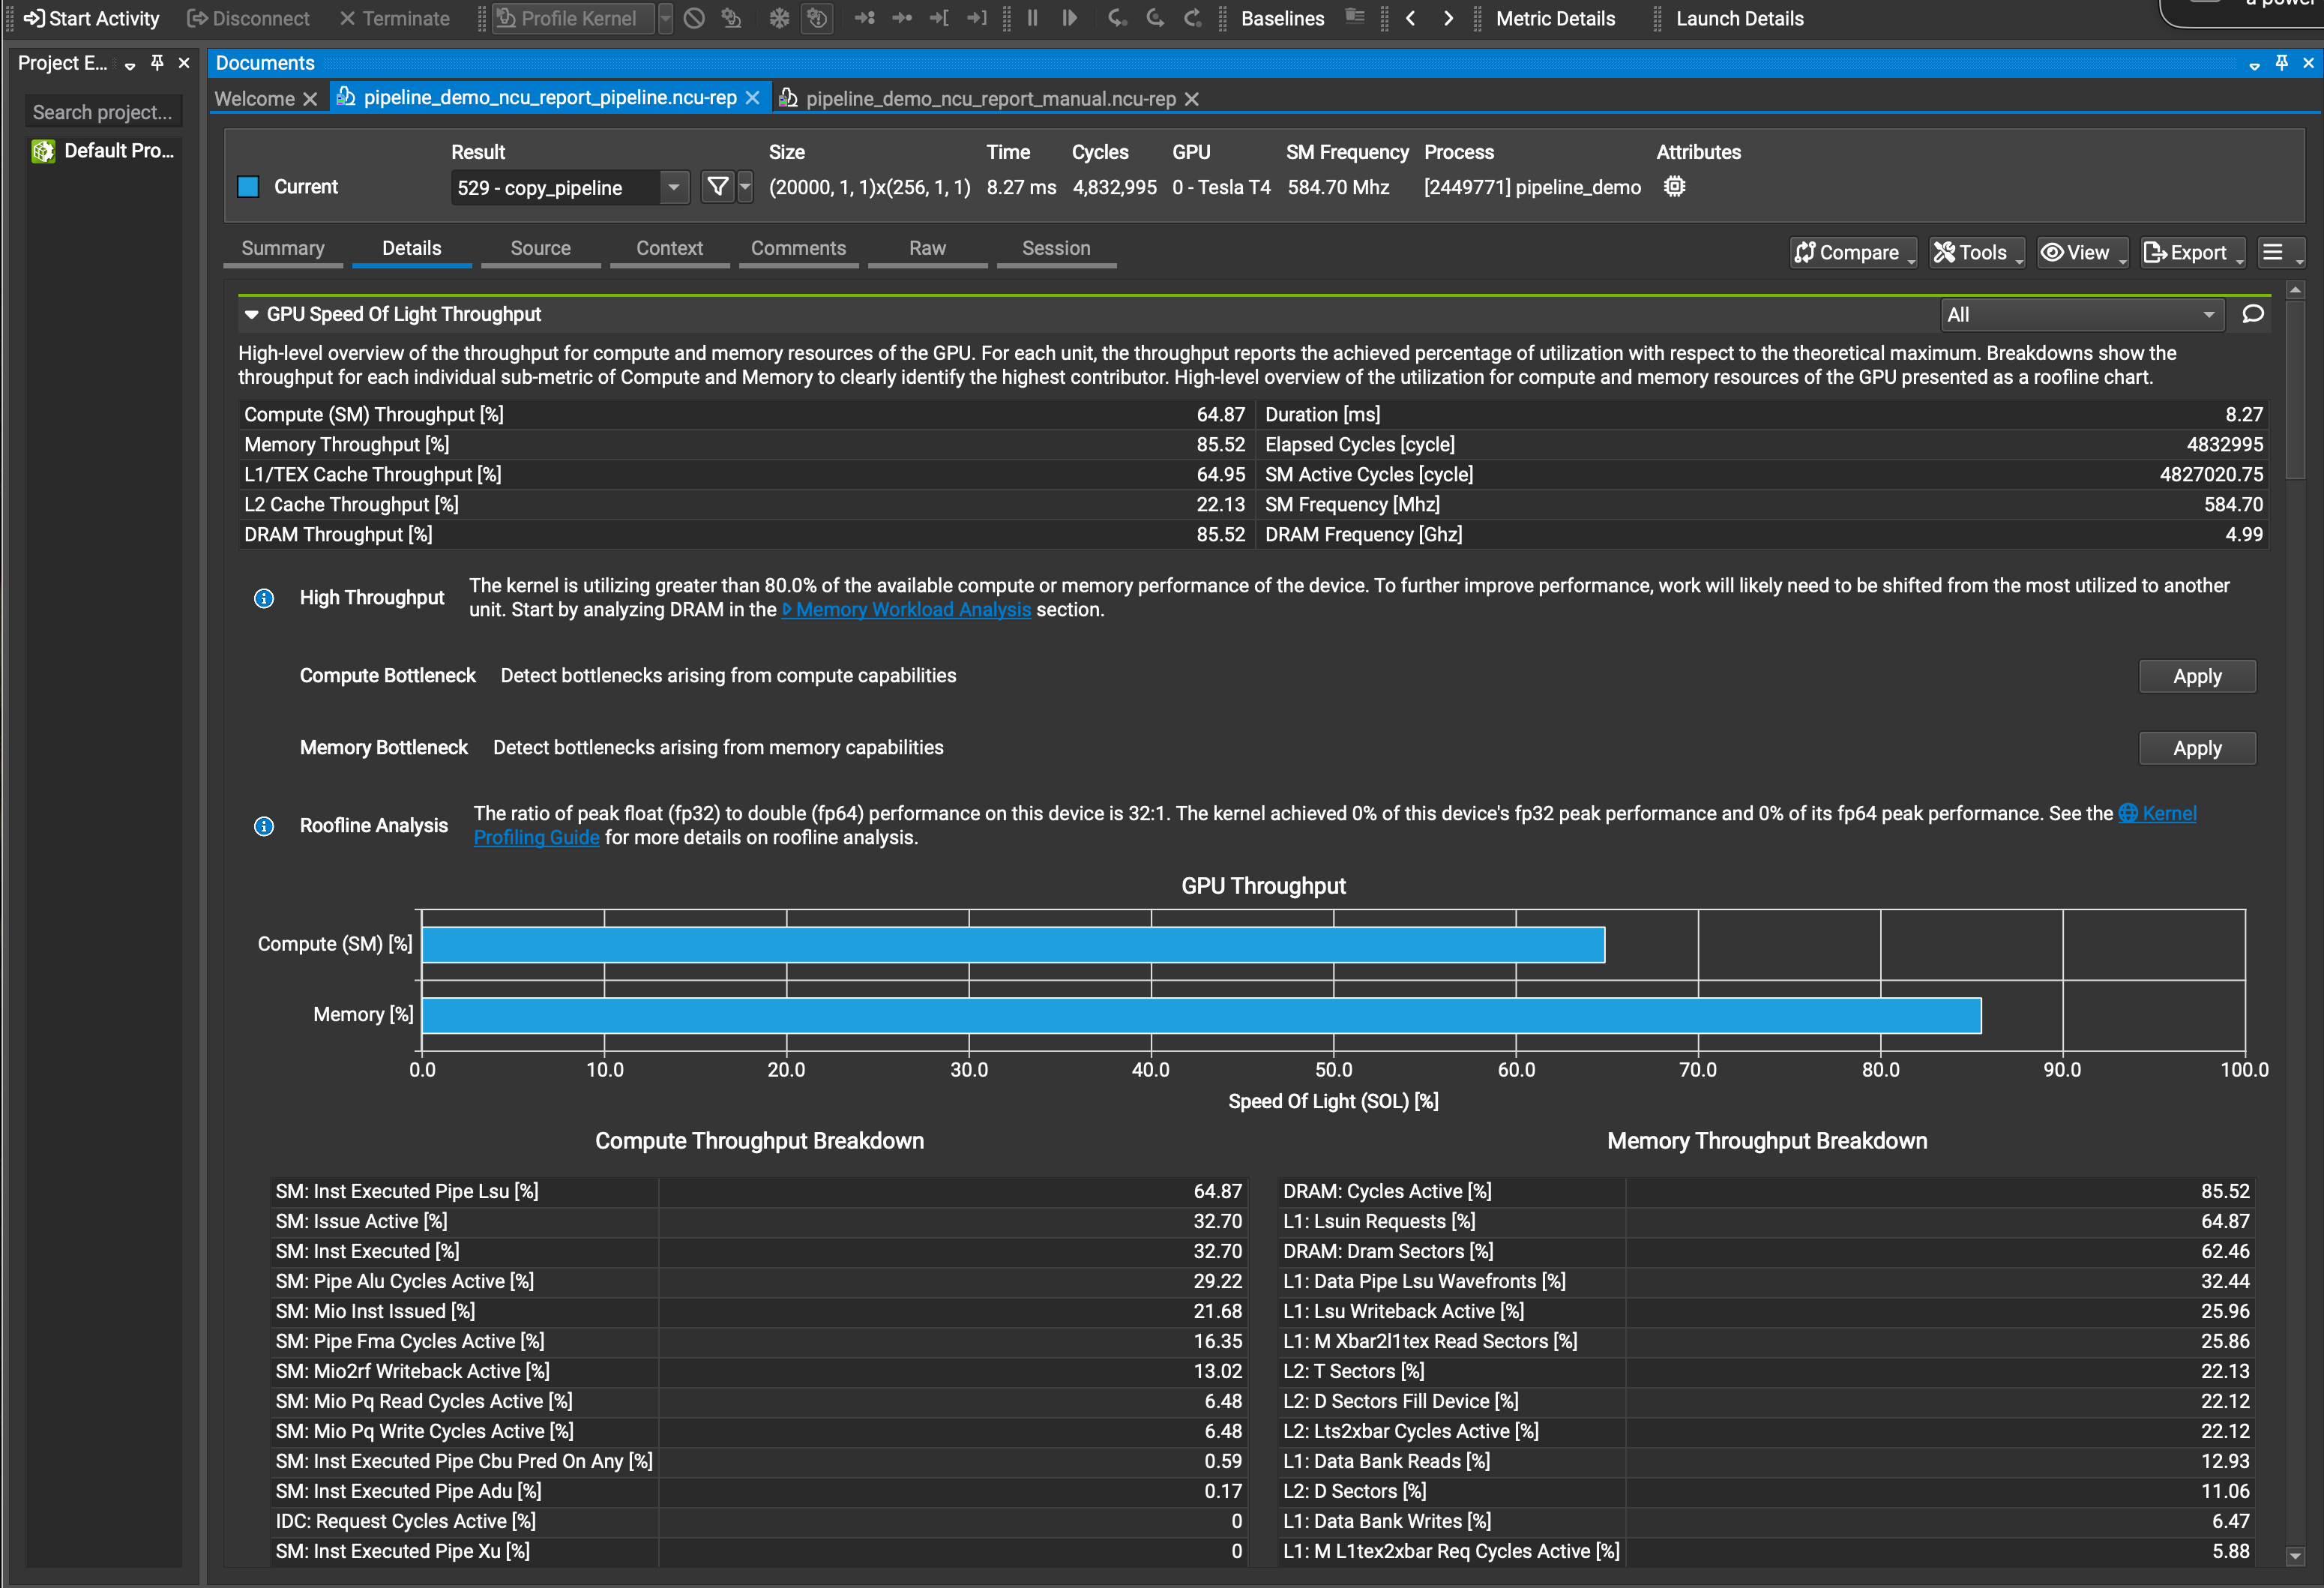 Start Activity Disconnect Terminate Profile Kernel Baselines Metric Details Launch Details
Project E... Documents
Welcome pipeline_demo_ncu_report_pipeline.ncu-rep pipeline_demo_ncu_report_manual.ncu-rep
Search project...
Default Pro...
Result Size Time Cycles GPU SM Frequency Process Attributes
Current 529 - copy_pipeline (20000, 1, 1)x(256, 1, 1) 8.27 ms 4,832,995 0 - Tesla T4 584.70 Mhz [2449771] pipeline_demo
Summary Details Source Context Comments Raw Session Compare Tools View Export
GPU Speed Of Light Throughput All
High-level overview of the throughput for compute and memory resources of the GPU. For each unit, the throughput reports the achieved percentage of utilization with respect to the theoretical maximum. Breakdowns show the
throughput for each individual sub-metric of Compute and Memory to clearly identify the highest contributor. High-level overview of the utilization for compute and memory resources of the GPU presented as a roofline chart.
Compute (SM) Throughput [%] 64.87 Duration [ms] 8.27
Memory Throughput [%] 85.52 Elapsed Cycles [cycle] 4832995
L1/TEX Cache Throughput [%] 64.95 SM Active Cycles [cycle] 4827020.75
L2 Cache Throughput [%] 22.13 SM Frequency [Mhz] 584.70
DRAM Throughput [%] 85.52 DRAM Frequency [Ghz] 4.99
High Throughput The kernel is utilizing greater than 80.0% of the available compute or memory performance of the device. To further improve performance, work will likely need to be shifted from the most utilized to another
unit. Start by analyzing DRAM in the Memory Workload Analysis section.
Compute Bottleneck Detect bottlenecks arising from compute capabilities Apply
Memory Bottleneck Detect bottlenecks arising from memory capabilities Apply
Roofline Analysis The ratio of peak float (fp32) to double (fp64) performance on this device is 32:1. The kernel achieved 0% of this device's fp32 peak performance and 0% of its fp64 peak performance. See the Kernel
Profiling Guide for more details on roofline analysis.
GPU Throughput
Compute (SM) [%]
Memory [%]
0.0 10.0 20.0 30.0 40.0 50.0 60.0 70.0 80.0 90.0 100.0
Speed Of Light (SOL) [%]
Compute Throughput Breakdown Memory Throughput Breakdown
SM: Inst Executed Pipe Lsu [%] 64.87 DRAM: Cycles Active [%] 85.52
SM: Issue Active [%] 32.70 L1: Lsuin Requests [%] 64.87
SM: Inst Executed [%] 32.70 DRAM: Dram Sectors [%] 62.46
SM: Pipe Alu Cycles Active [%] 29.22 L1: Data Pipe Lsu Wavefronts [%] 32.44
SM: Mio Inst Issued [%] 21.68 L1: Lsu Writeback Active [%] 25.96
SM: Pipe Fma Cycles Active [%] 16.35 L1: M Xbar2l1tex Read Sectors [%] 25.86
SM: Mio2rf Writeback Active [%] 13.02 L2: T Sectors [%] 22.13
SM: Mio Pq Read Cycles Active [%] 6.48 L2: D Sectors Fill Device [%] 22.12
SM: Mio Pq Write Cycles Active [%] 6.48 L2: Lts2xbar Cycles Active [%] 22.12
SM: Inst Executed Pipe Cbu Pred On Any [%] 0.59 L1: Data Bank Reads [%] 12.93
SM: Inst Executed Pipe Adu [%] 0.17 L2: D Sectors [%] 11.06
IDC: Request Cycles Active [%] 0 L1: Data Bank Writes [%] 6.47
SM: Inst Executed Pipe Xu [%] 0 L1: M L1tex2xbar Req Cycles Active [%] 5.88